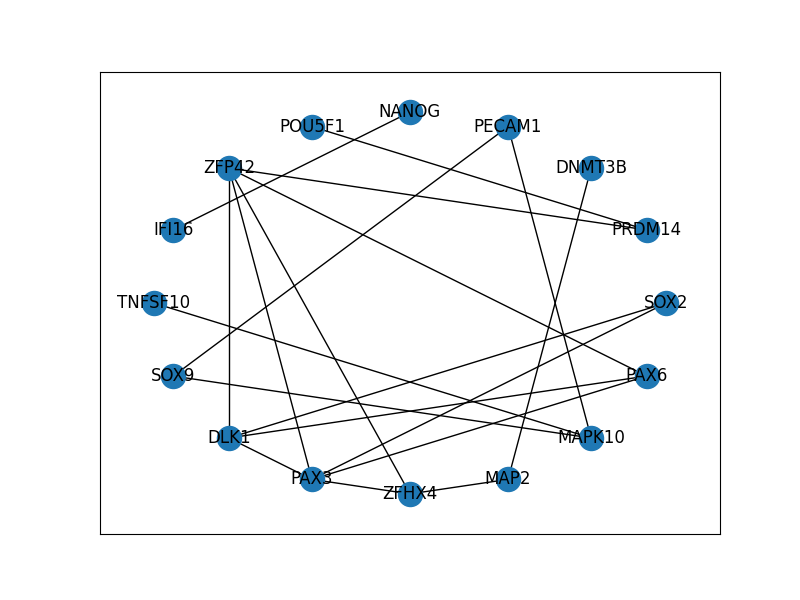 NANOG
POU5F1
PECAM1
ZFP42
DNMT3B
IFI16
PRDM14
TNFSF10
SOX2
SOX9
PAX6
DLK1
MAPK10
PAX3
MAP2
ZFHX4